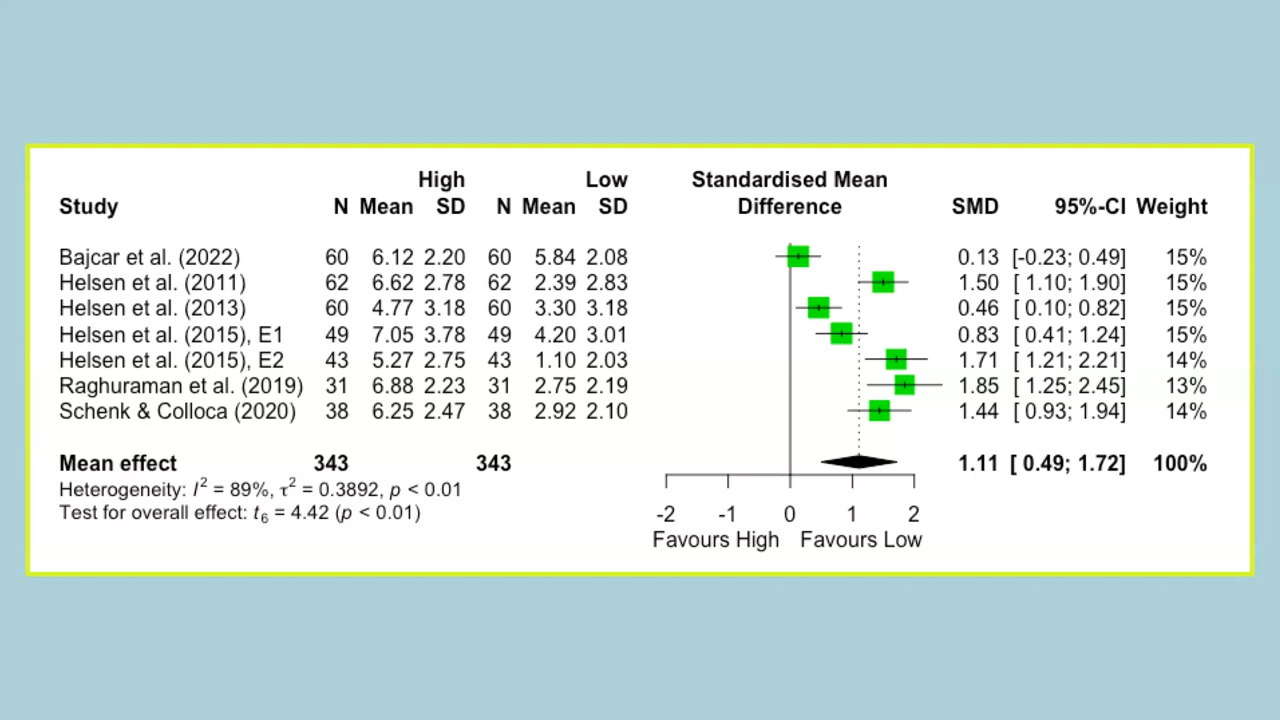 High Low Standardised Mean
Study N Mean SD N Mean SD Difference SMD 95%-CI Weight
Bajcar et al. (2022) 60 6.12 2.20 60 5.84 2.08 0.13 [-0.23; 0.49] 15%
Helsen et al. (2011) 62 6.62 2.78 62 2.39 2.83 1.50 [ 1.10; 1.90] 15%
Helsen et al. (2013) 60 4.77 3.18 60 3.30 3.18 0.46 [ 0.10; 0.82] 15%
Helsen et al. (2015), E1 49 7.05 3.78 49 4.20 3.01 0.83 [ 0.41; 1.24] 15%
Helsen et al. (2015), E2 43 5.27 2.75 43 1.10 2.03 1.71 [ 1.21; 2.21] 14%
Raghuraman et al. (2019) 31 6.88 2.23 31 2.75 2.19 1.85 [ 1.25; 2.45] 13%
Schenk & Colloca (2020) 38 6.25 2.47 38 2.92 2.10 1.44 [ 0.93; 1.94] 14%
Mean effect 343 343 1.11 [ 0.49; 1.72] 100%
Heterogeneity: I² = 89%, τ² = 0.3892, p < 0.01
Test for overall effect: t₆ = 4.42 (p < 0.01)
-2 -1 0 1 2
Favours High Favours Low